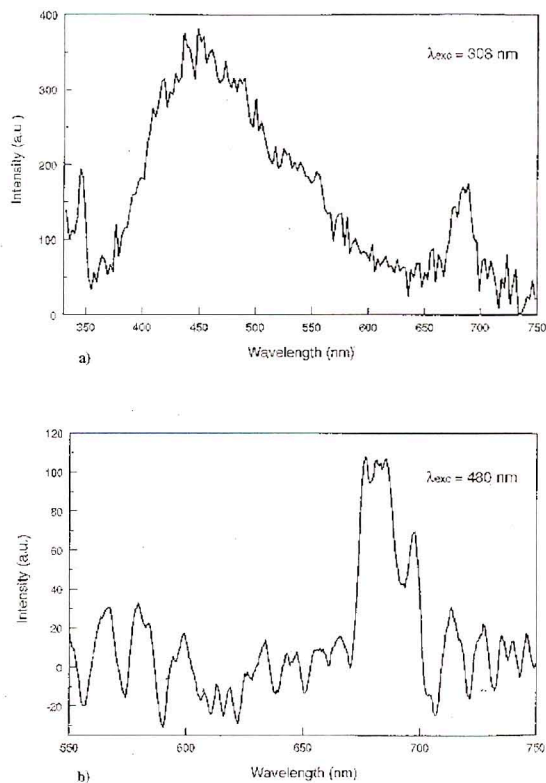 400
λexc = 308 nm
300
Intensity (a.u.)
200
100
0
350 400 450 500 550 600 650 700 750
Wavelength (nm)
a)
120
λexc = 480 nm
100
80
60
Intensity (a.u.)
40
20
0
-20
550 600 650 700 750
Wavelength (nm)
b)